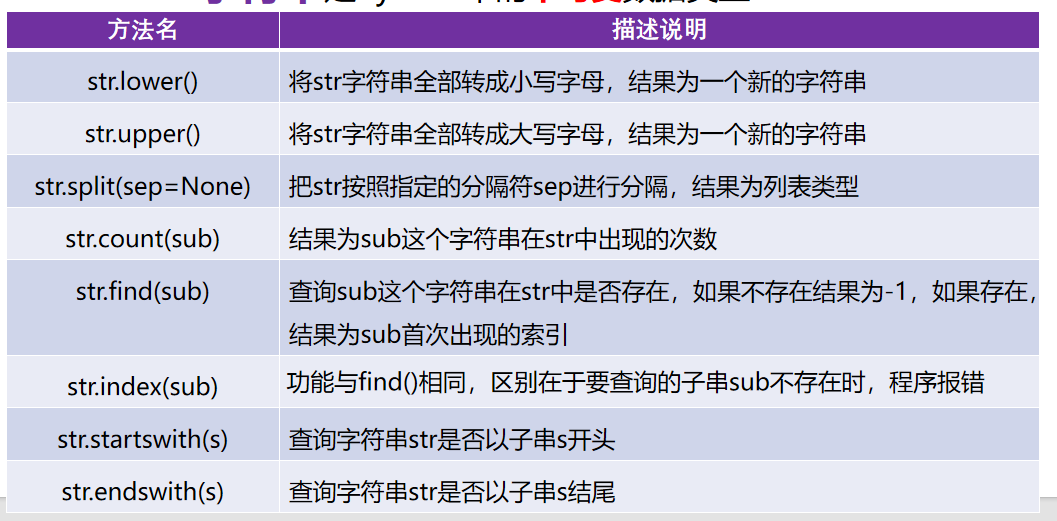 方法名 描述说明
str.lower() 将str字符串全部转成小写字母，结果为一个新的字符串
str.upper() 将str字符串全部转成大写字母，结果为一个新的字符串
str.split(sep=None) 把str按照指定的分隔符sep进行分隔，结果为列表类型
str.count(sub) 结果为sub这个字符串在str中出现的次数
str.find(sub) 查询sub这个字符串在str中是否存在，如果不存在结果为-1，如果存在，
结果为sub首次出现的索引
str.index(sub) 功能与find()相同，区别在于要查询的子串sub不存在时，程序报错
str.startswith(s) 查询字符串str是否以子串s开头
str.endswith(s) 查询字符串str是否以子串s结尾